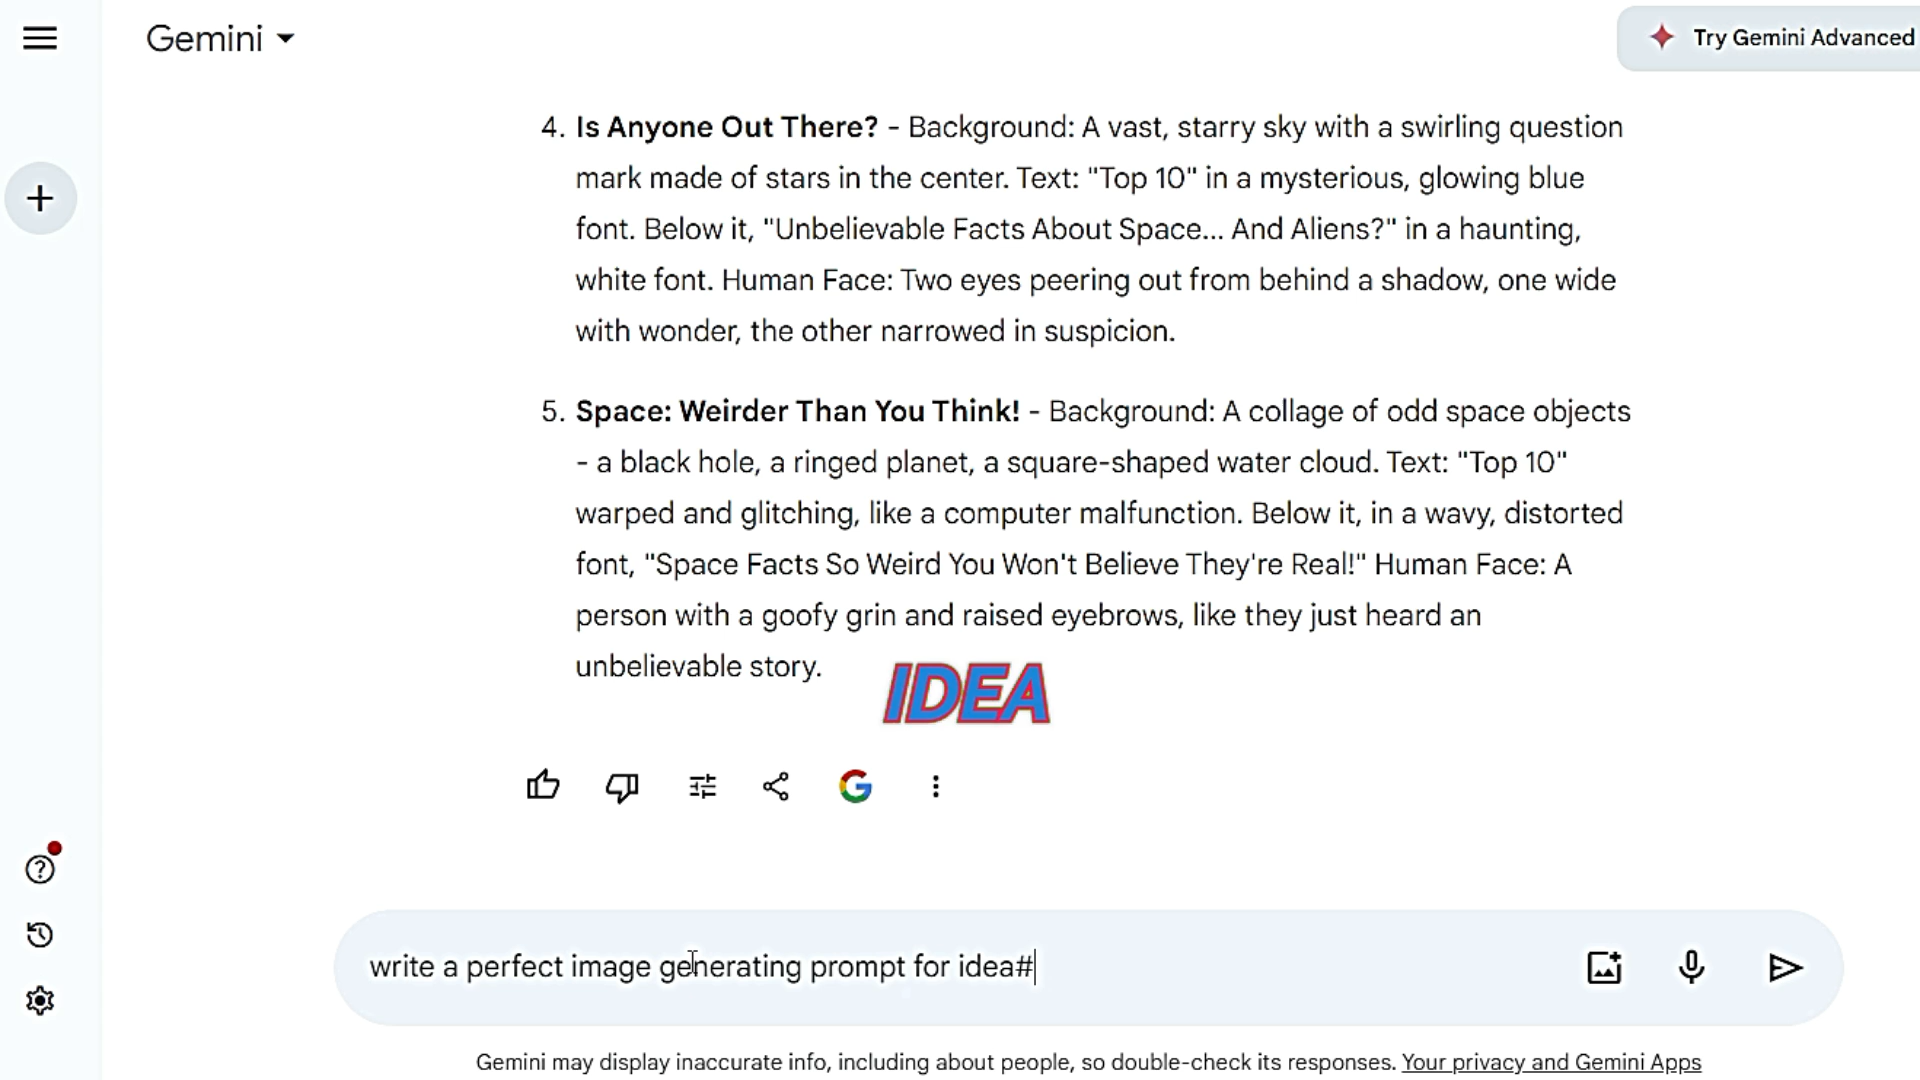 Gemini
Try Gemini Advanced
4. Is Anyone Out There? - Background: A vast, starry sky with a swirling question
mark made of stars in the center. Text: "Top 10" in a mysterious, glowing blue
font. Below it, "Unbelievable Facts About Space... And Aliens?" in a haunting,
white font. Human Face: Two eyes peering out from behind a shadow, one wide
with wonder, the other narrowed in suspicion.
5. Space: Weirder Than You Think! - Background: A collage of odd space objects
- a black hole, a ringed planet, a square-shaped water cloud. Text: "Top 10"
warped and glitching, like a computer malfunction. Below it, in a wavy, distorted
font, "Space Facts So Weird You Won't Believe They're Real!" Human Face: A
person with a goofy grin and raised eyebrows, like they just heard an
unbelievable story.
IDEA
write a perfect image generating prompt for idea#
Gemini may display inaccurate info, including about people, so double-check its responses. Your privacy and Gemini Apps